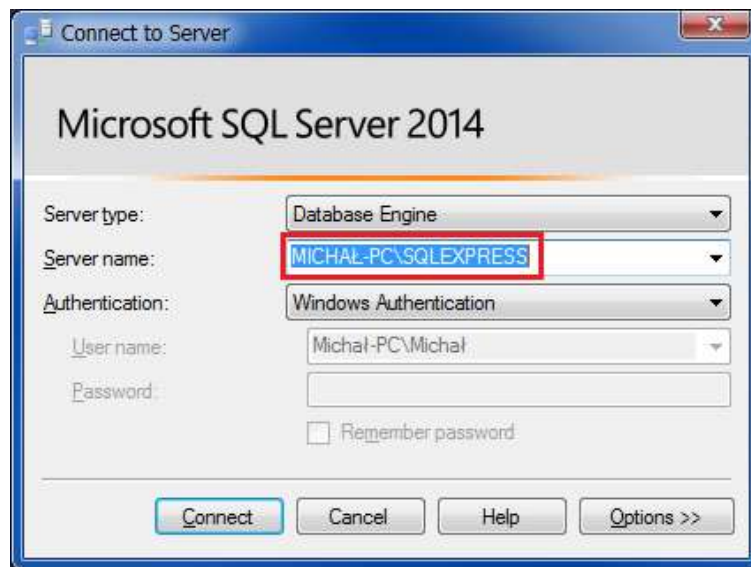 Connect to Server
Microsoft SQL Server 2014
Server type: Database Engine
Server name: MICHAŁ-PC\SQLEXPRESS
Authentication: Windows Authentication
User name: Michał-PC\Michał
Password:
Remember password
Connect Cancel Help Options >>